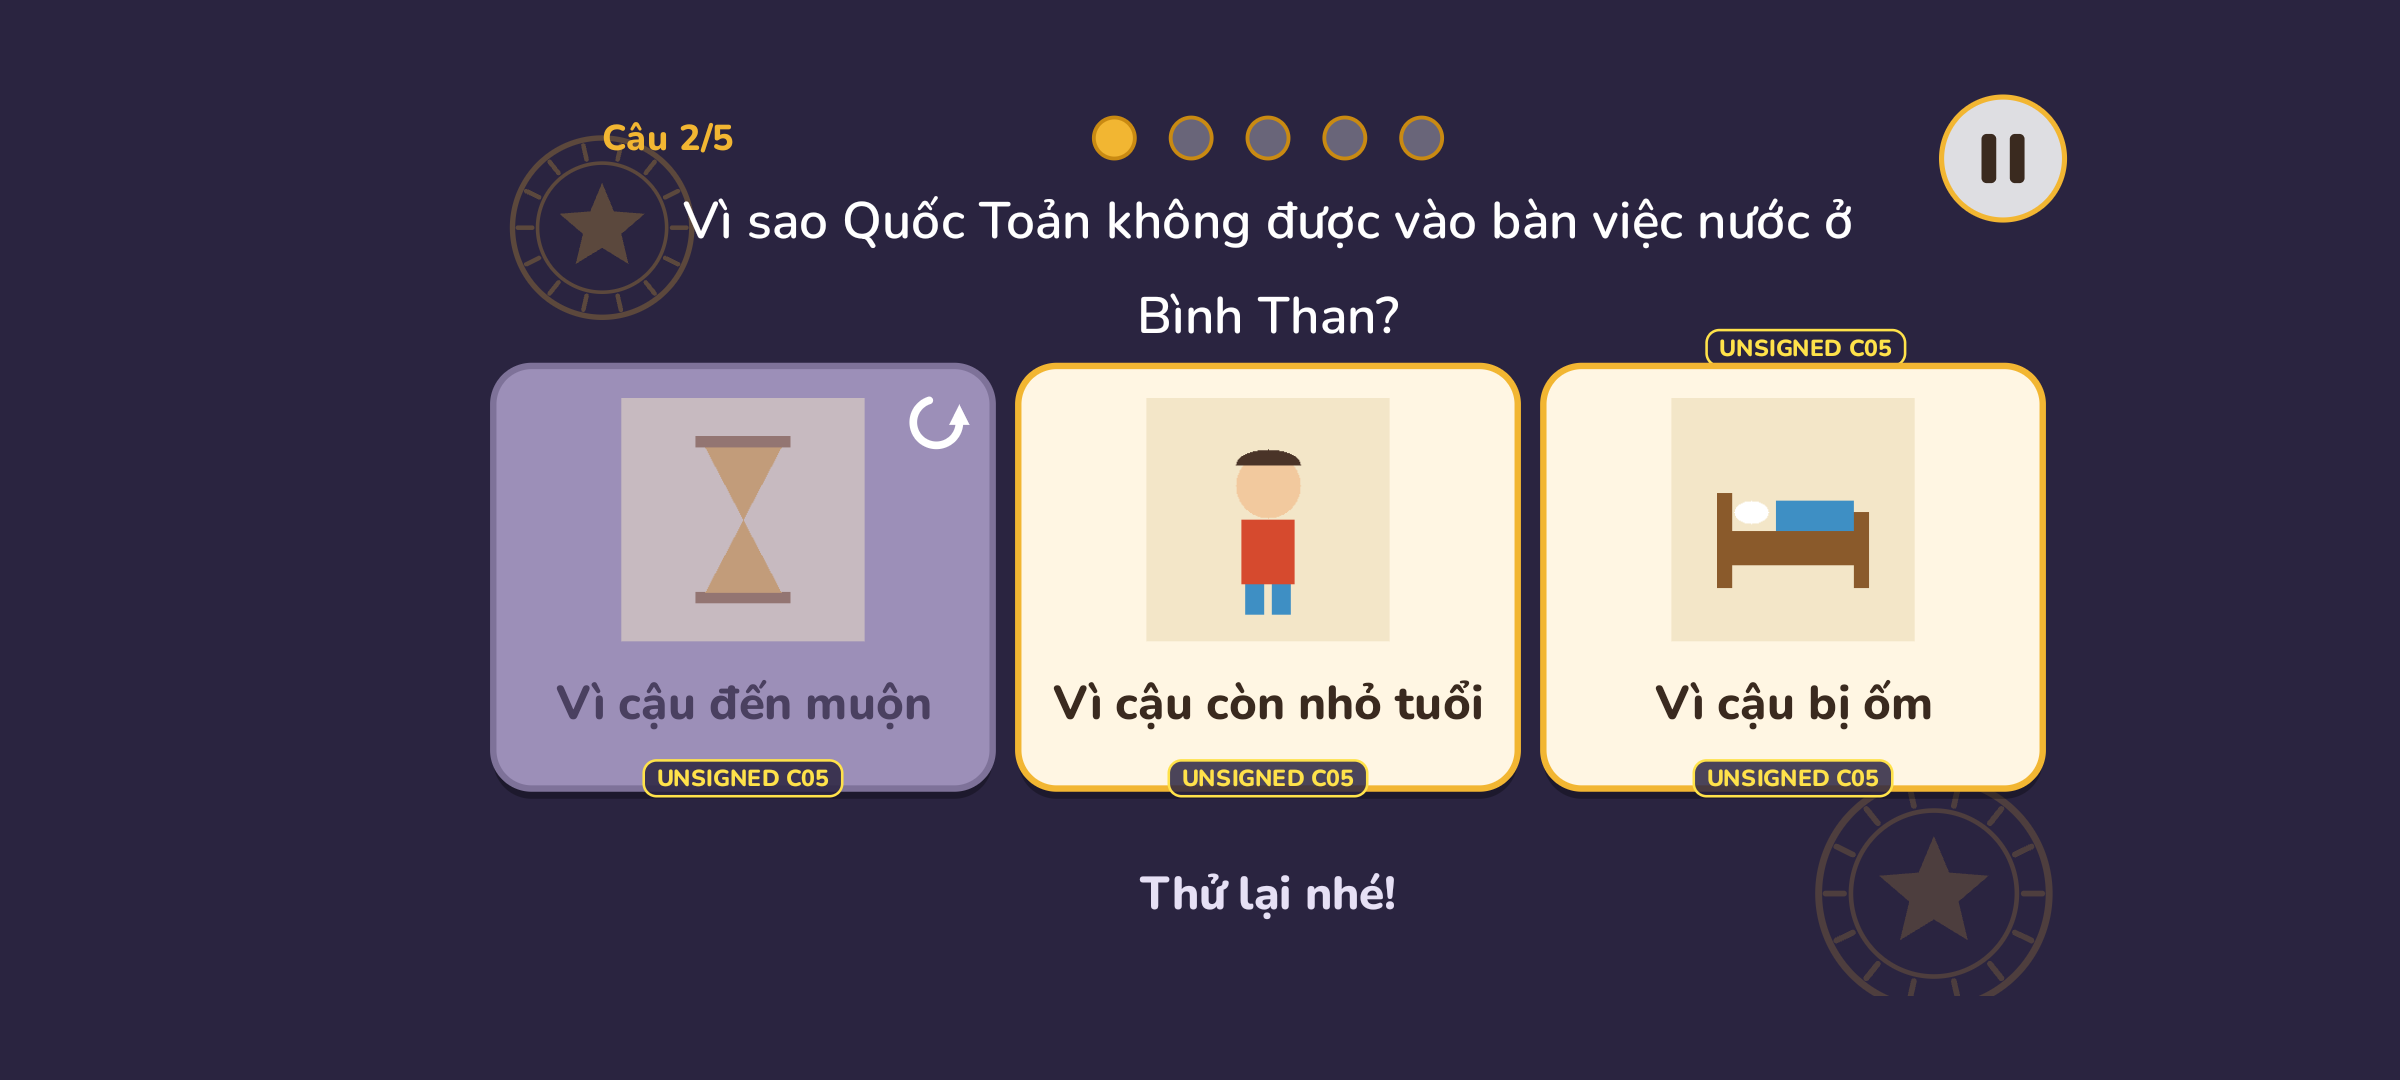 Câu 2/5
Vì sao Quốc Toản không được vào bàn việc nước ở
Bình Than?
UNSIGNED C05
Vì cậu đến muộn
Vì cậu còn nhỏ tuổi
Vì cậu bị ốm
UNSIGNED C05
UNSIGNED C05
UNSIGNED C05
Thử lại nhé!